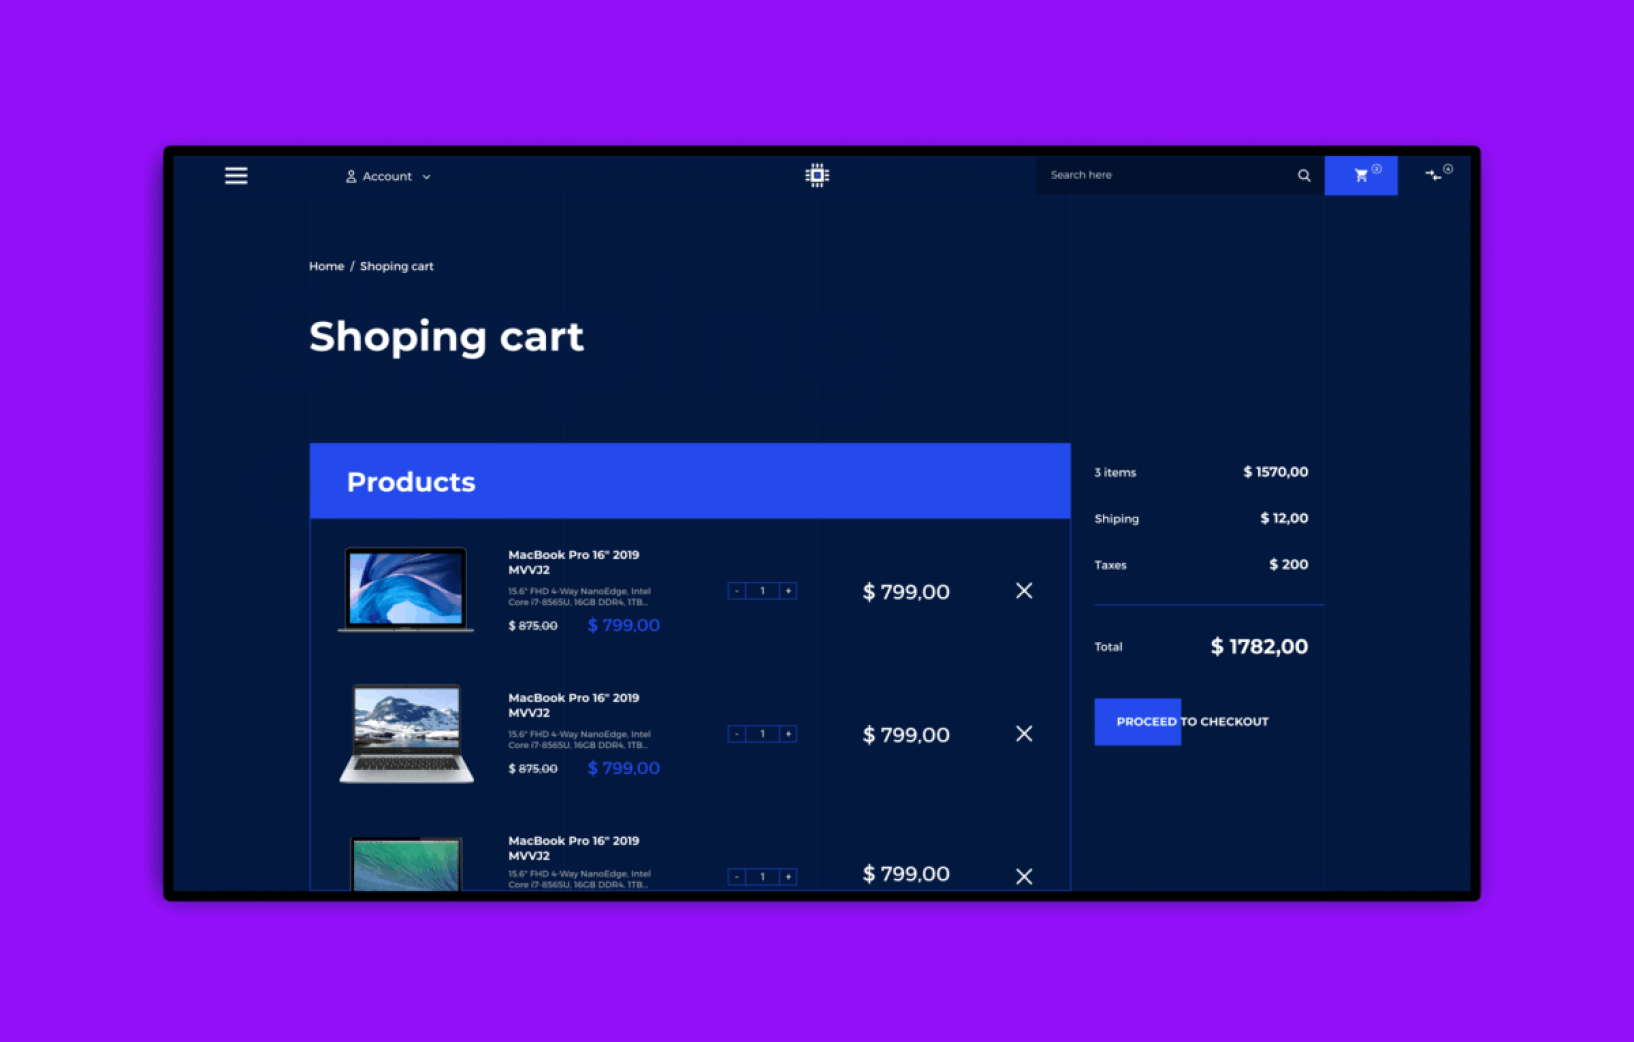 Account
Search here
Home / Shoping cart
Shoping cart
Products
3 items $ 1570,00
Shiping $ 12,00
Taxes $ 200
Total $ 1782,00
PROCEED TO CHECKOUT
MacBook Pro 16" 2019
MVVJ2
15.6" FHD 4-Way NanoEdge, Intel
Core i7-8565U, 16GB DDR4, 1TB...
$ 875,00 $ 799,00
- 1 +
$ 799,00
MacBook Pro 16" 2019
MVVJ2
15.6" FHD 4-Way NanoEdge, Intel
Core i7-8565U, 16GB DDR4, 1TB...
$ 875,00 $ 799,00
- 1 +
$ 799,00
MacBook Pro 16" 2019
MVVJ2
15.6" FHD 4-Way NanoEdge, Intel
Core i7-8565U, 16GB DDR4, 1TB...
- 1 +
$ 799,00